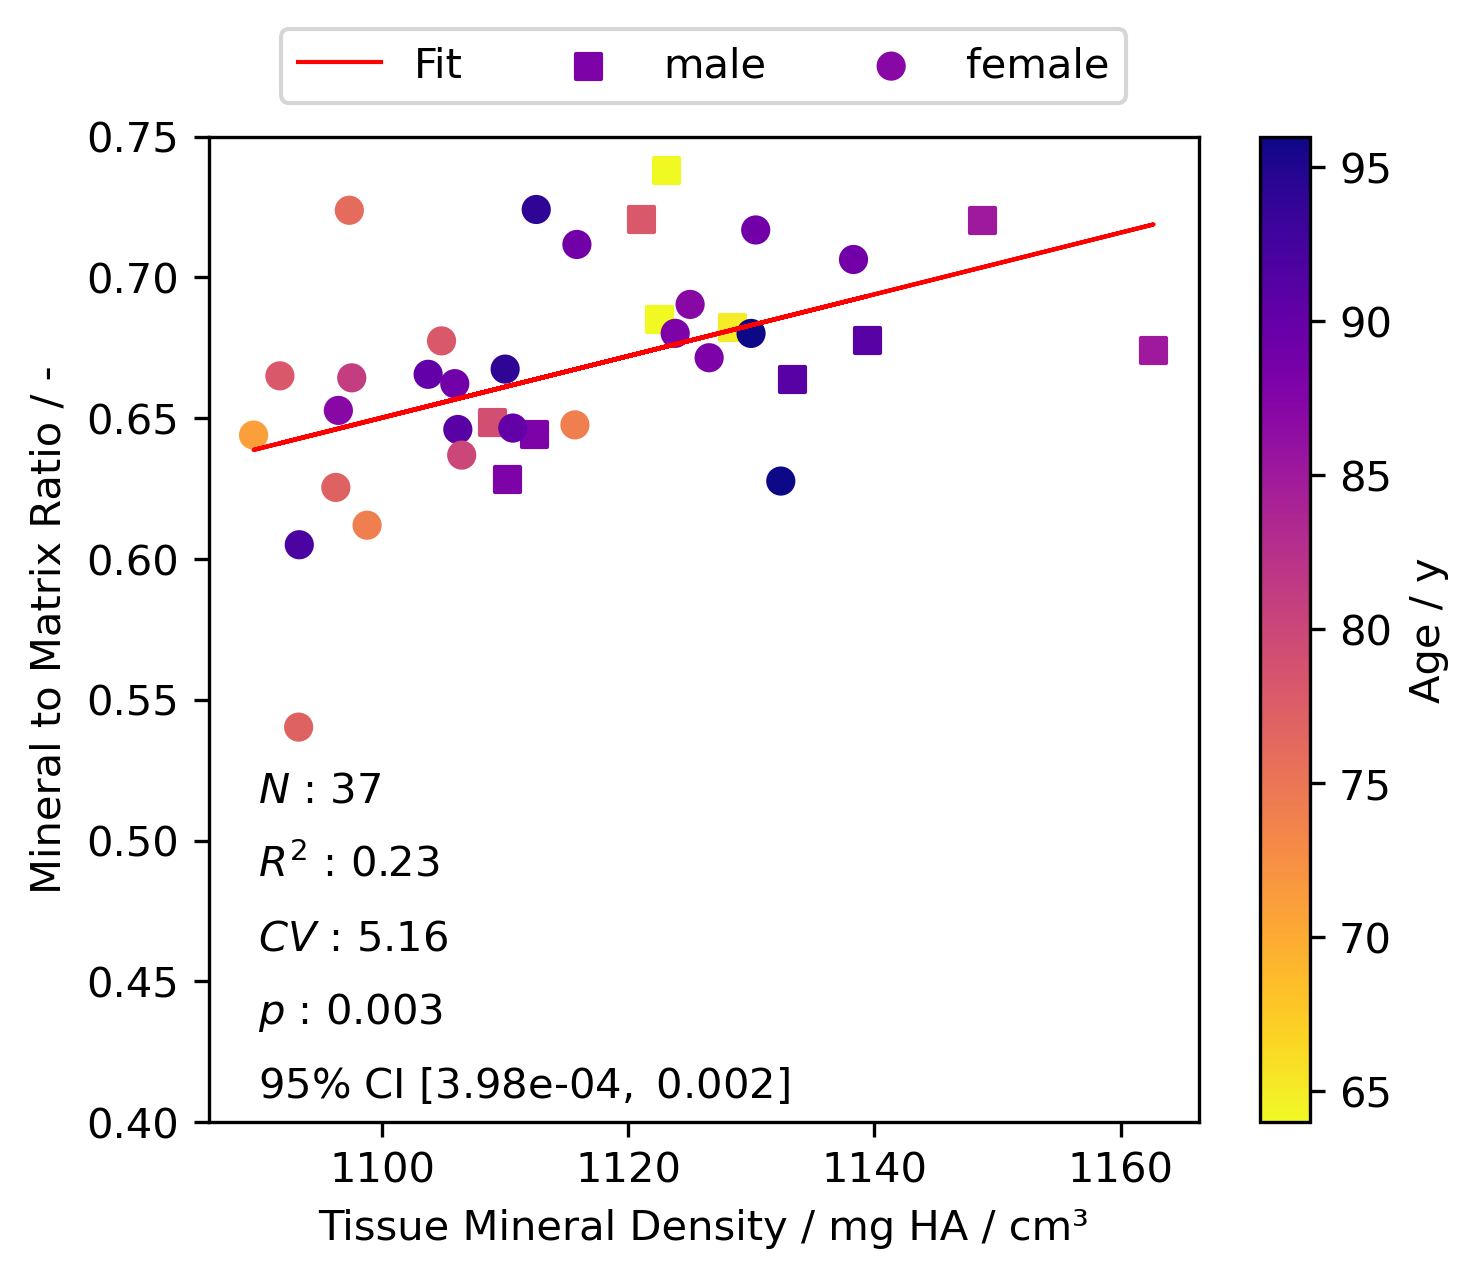 Fit male female
0.75
0.70
0.65
0.60
0.55
0.50
0.45
0.40
Mineral to Matrix Ratio / -
N : 37
R² : 0.23
CV : 5.16
p : 0.003
95% CI [3.98e-04, 0.002]
1100 1120 1140 1160
Tissue Mineral Density / mg HA / cm³
95
90
85
80
75
70
65
Age / y